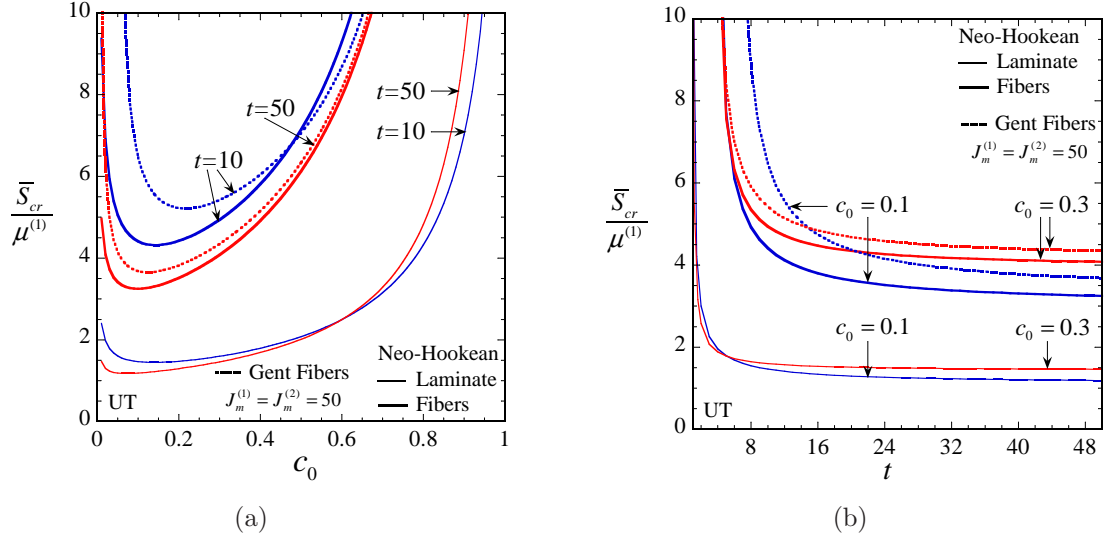 10
8
6
4
2
0
S̅cr
μ(1)
t=50
t=10
t=50
t=10
Neo-Hookean
Laminate
Fibers
Gent Fibers
Jm(1) = Jm(2) = 50
UT
0 0.2 0.4 0.6 0.8 1
c0
(a)
10
8
6
4
2
0
S̅cr
μ(1)
Neo-Hookean
Laminate
Fibers
Gent Fibers
Jm(1) = Jm(2) = 50
c0 = 0.1
c0 = 0.3
c0 = 0.1
c0 = 0.3
UT
8 16 24 32 40 48
t
(b)